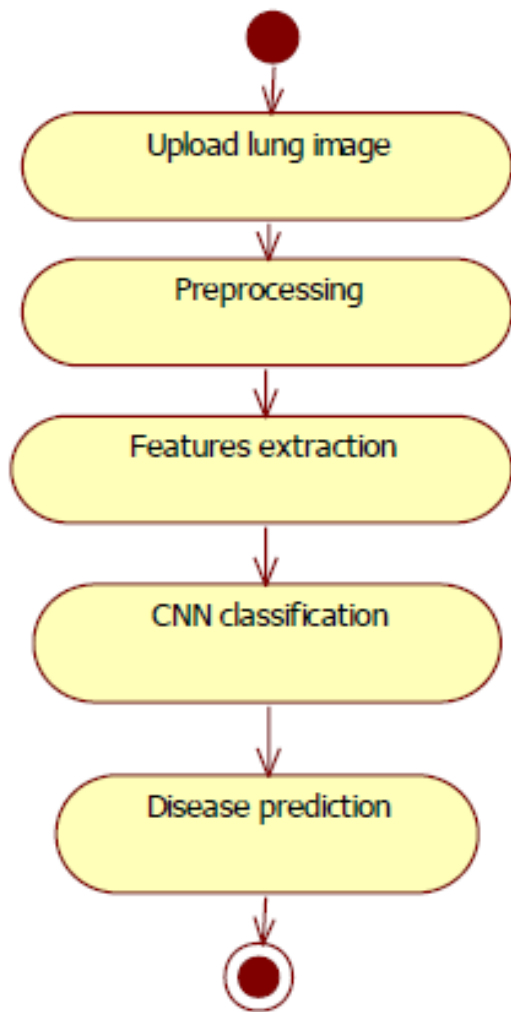 Upload lung image
Preprocessing
Features extraction
CNN classification
Disease prediction